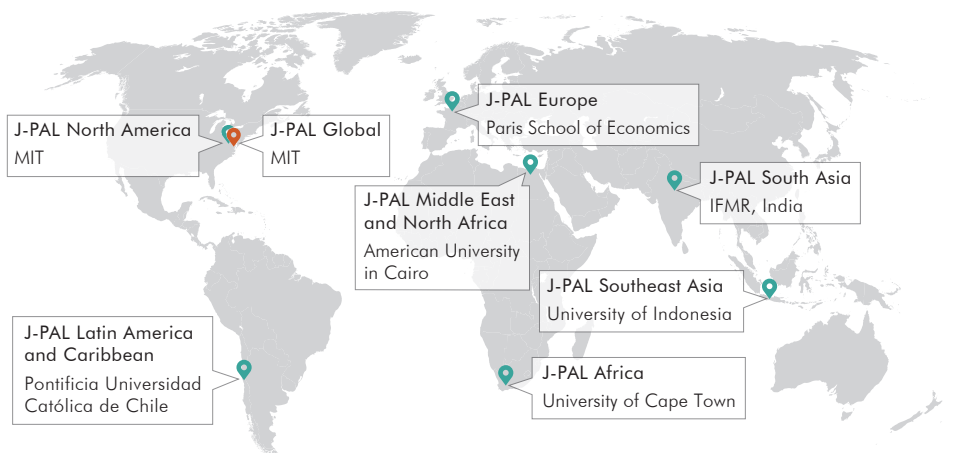 J-PAL Europe
Paris School of Economics
J-PAL North America
MIT
J-PAL Global
MIT
J-PAL South Asia
IFMR, India
J-PAL Middle East
and North Africa
American University
in Cairo
J-PAL Southeast Asia
University of Indonesia
J-PAL Latin America
and Caribbean
Pontificia Universidad
Católica de Chile
J-PAL Africa
University of Cape Town